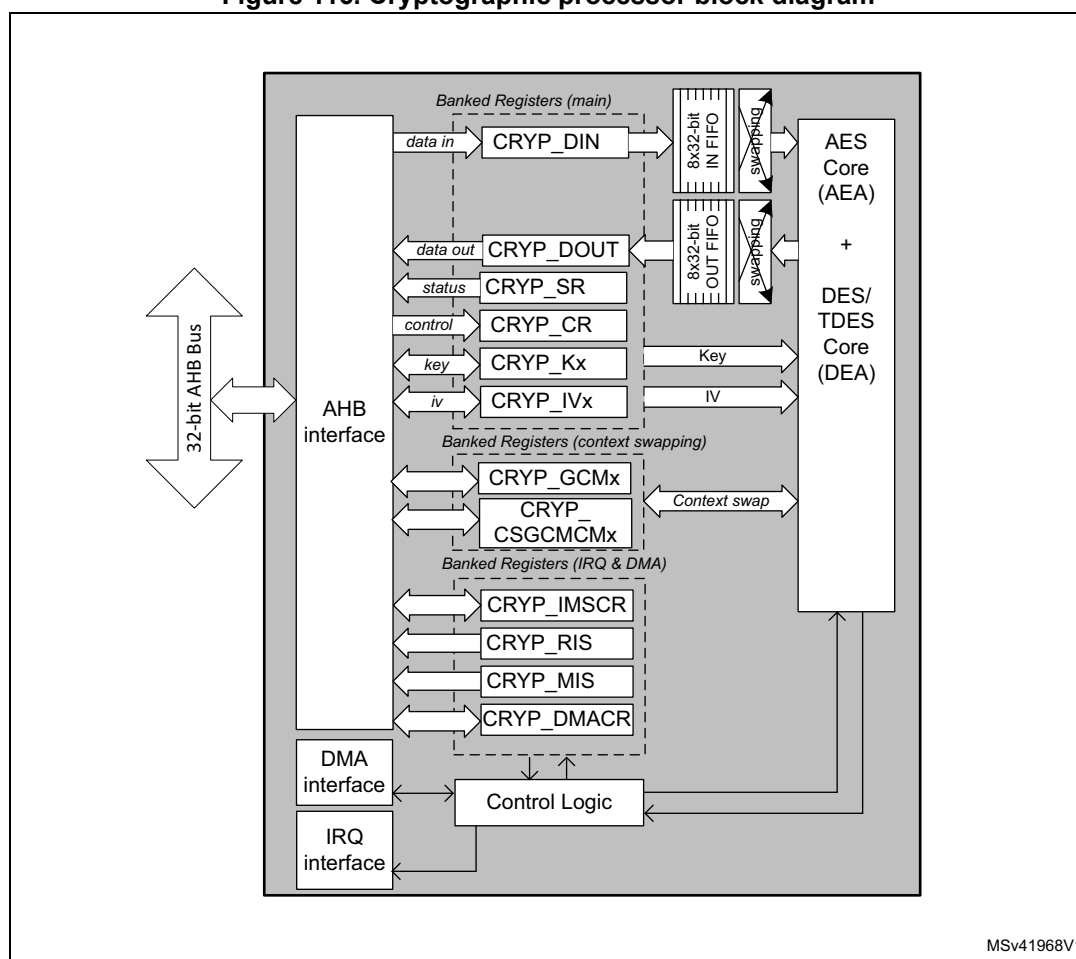 Cryptographic processor block diagram
Banked Registers (main)
data in
CRYP_DIN
8x32-bit
IN FIFO
swapping
AES
Core
(AEA)
+
DES/
TDES
Core
(DEA)
data out
CRYP_DOUT
8x32-bit
OUT FIFO
swapping
status
CRYP_SR
control
CRYP_CR
key
CRYP_Kx
Key
iv
CRYP_IVx
IV
32-bit AHB Bus
AHB
interface
Banked Registers (context swapping)
CRYP_GCMx
CRYP_
CSGCMCMx
Context swap
Banked Registers (IRQ & DMA)
CRYP_IMSCR
CRYP_RIS
CRYP_MIS
CRYP_DMACR
DMA
interface
Control Logic
IRQ
interface
MSv41968V